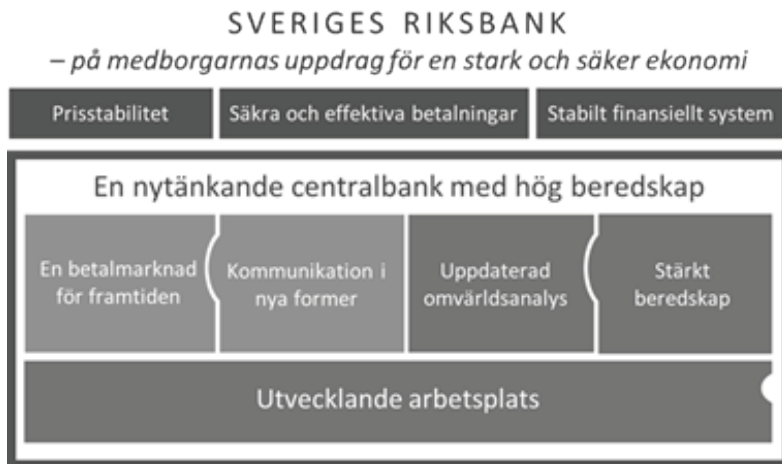 SVERIGES RIKSBANK
– på medborgarnas uppdrag för en stark och säker ekonomi
Prisstabilitet
Säkra och effektiva betalningar
Stabilt finansiellt system
En nytänkande centralbank med hög beredskap
En betalmarknad
för framtiden
Kommunikation i
nya former
Uppdaterad
omvärldsanalys
Stärkt
beredskap
Utvecklande arbetsplats